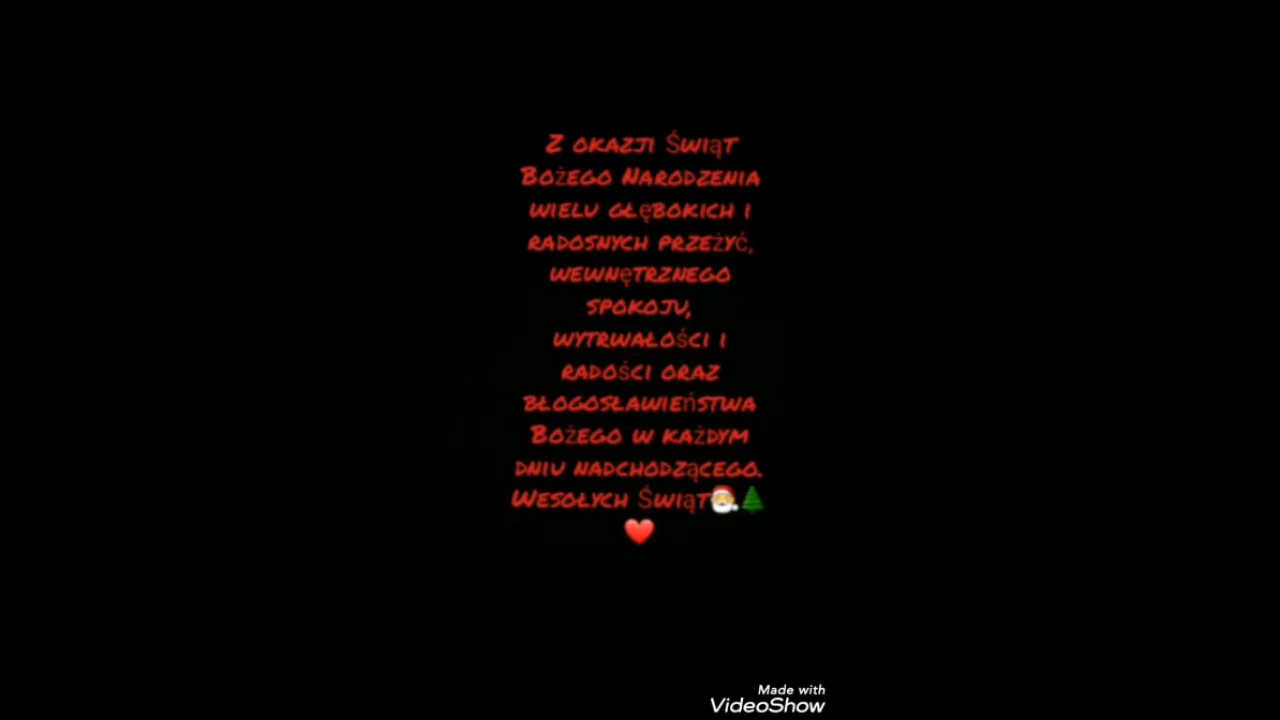 Z okazji Świąt
Bożego Narodzenia
wielu głębokich i
radosnych przeżyć,
wewnętrznego
spokoju,
wytrwałości i
radości oraz
błogosławieństwa
Bożego w każdym
dniu nadchodzącego.
Wesołych Świąt🎅🌲
❤️
Made with
VideoShow